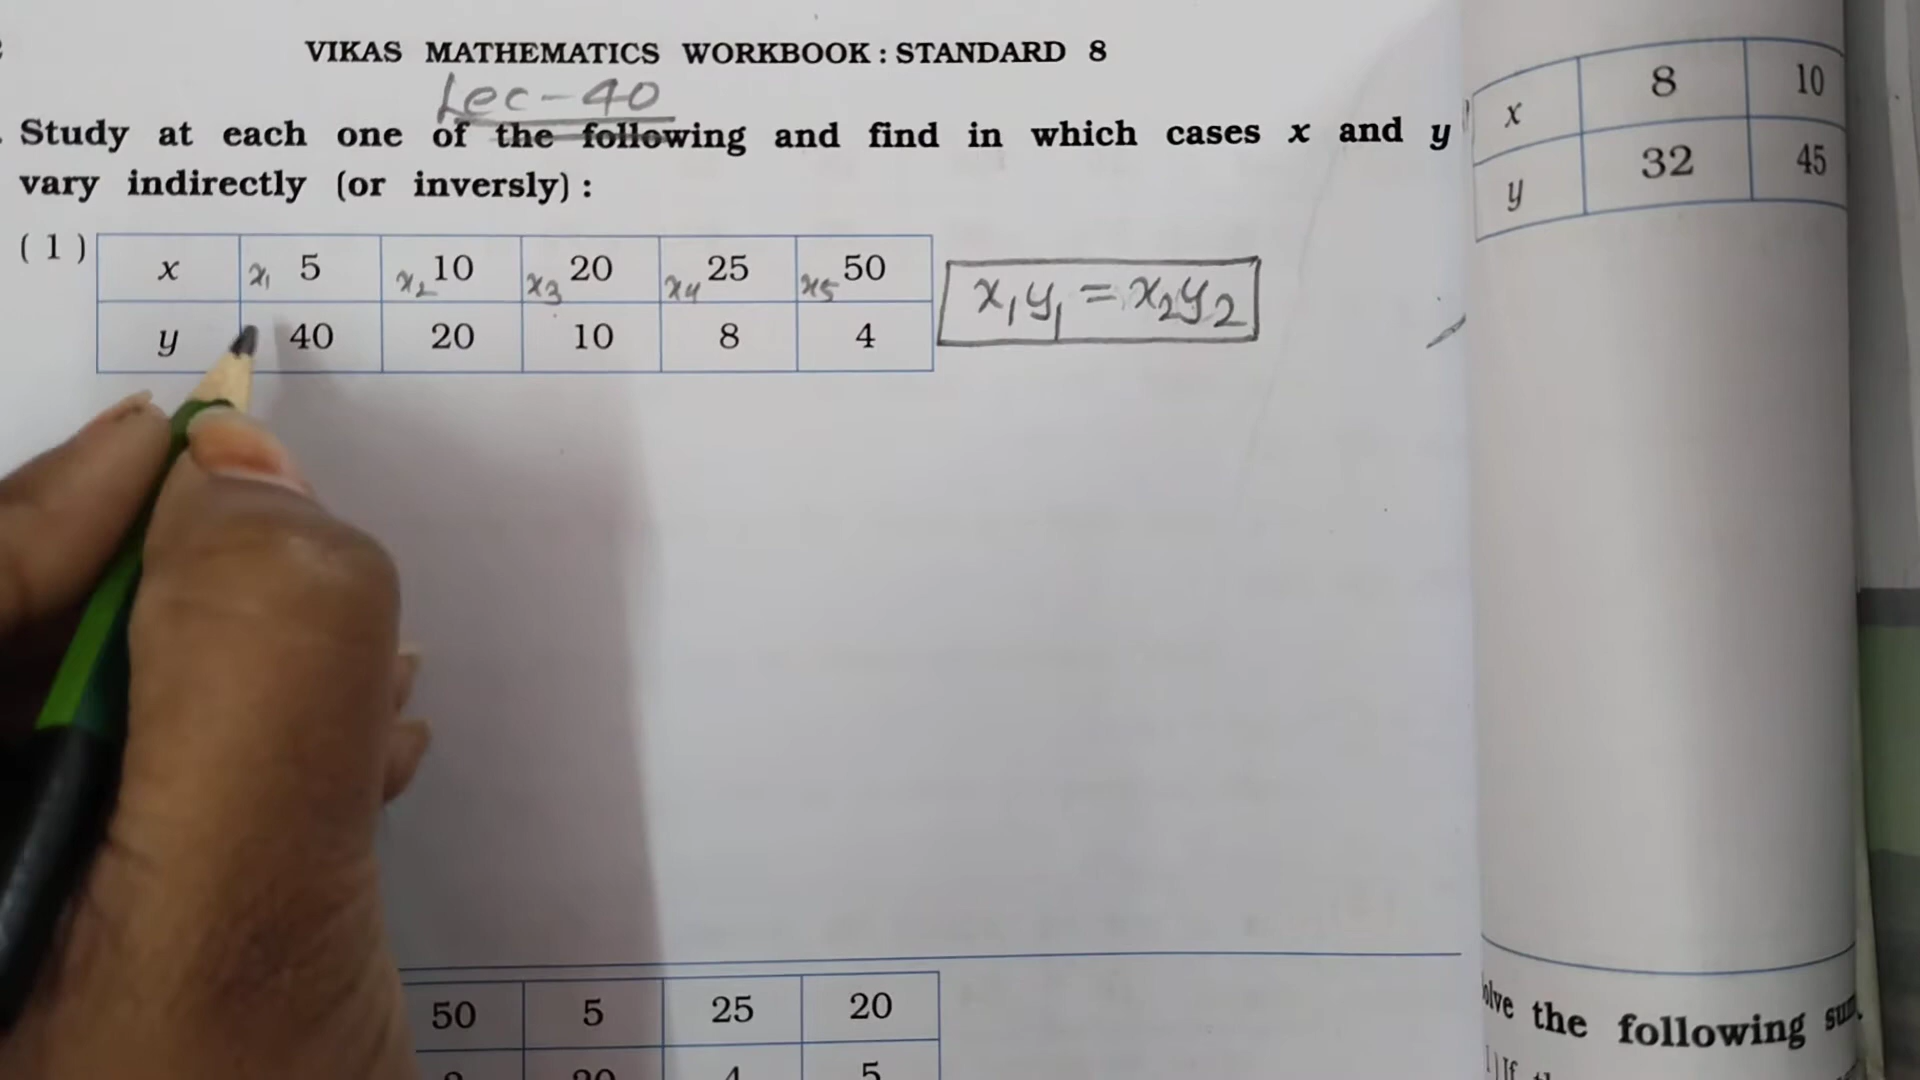 VIKAS MATHEMATICS WORKBOOK : STANDARD 8
Lec-40
Study at each one of the following and find in which cases x and y
vary indirectly (or inversly) :
( 1 )
x x₁ 5 x₂ 10 x₃ 20 x₄ 25 x₅ 50
y 40 20 10 8 4
x₁y₁ = x₂y₂
50 5 25 20
4 5
x 8 10
y 32 45
the following